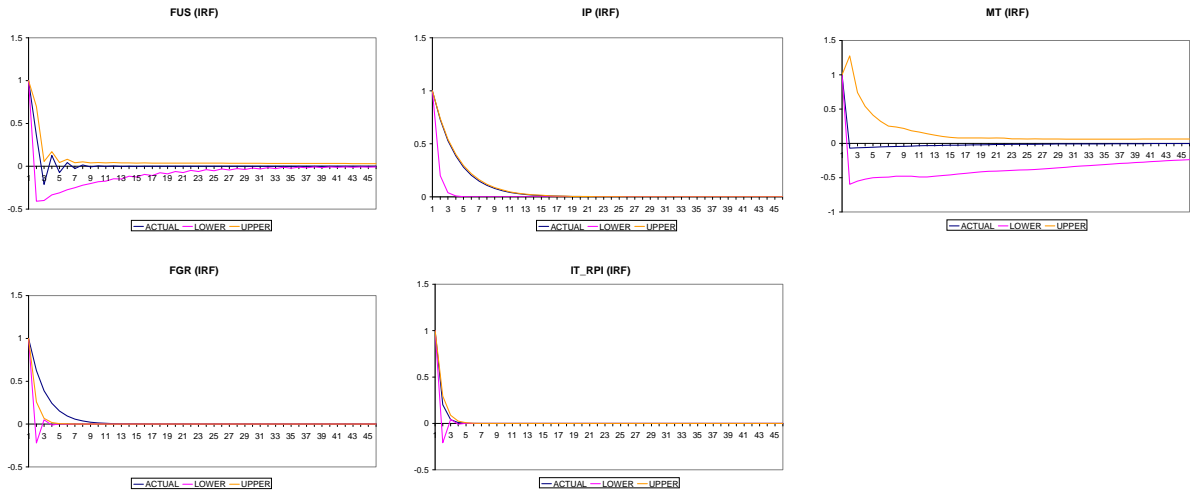 FUS (IRF)
1.5
1
0.5
0
-0.5
1 3 5 7 9 11 13 15 17 19 21 23 25 27 29 31 33 35 37 39 41 43 45
ACTUAL LOWER UPPER
IP (IRF)
1.5
1
0.5
0
1 3 5 7 9 11 13 15 17 19 21 23 25 27 29 31 33 35 37 39 41 43 45
ACTUAL LOWER UPPER
MT (IRF)
1.5
1
0.5
0
-0.5
-1
1 3 5 7 9 11 13 15 17 19 21 23 25 27 29 31 33 35 37 39 41 43 45
ACTUAL LOWER UPPER
FGR (IRF)
1.5
1
0.5
0
-0.5
1 3 5 7 9 11 13 15 17 19 21 23 25 27 29 31 33 35 37 39 41 43 45
ACTUAL LOWER UPPER
IT_RPI (IRF)
1.5
1
0.5
0
-0.5
1 3 5 7 9 11 13 15 17 19 21 23 25 27 29 31 33 35 37 39 41 43 45
ACTUAL LOWER UPPER